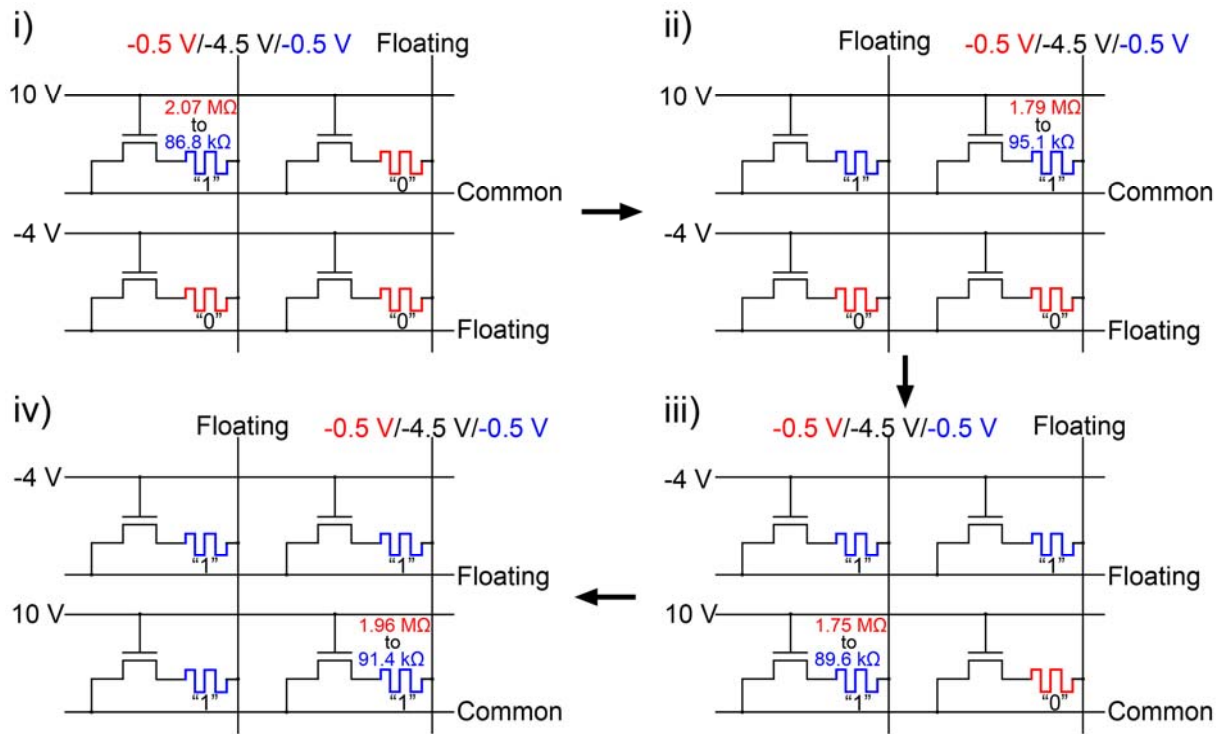 i)
-0.5 V/-4.5 V/-0.5 V Floating
10 V
2.07 MΩ
to
86.8 kΩ
“1” “0”
Common
-4 V
“0” “0”
Floating
ii)
Floating -0.5 V/-4.5 V/-0.5 V
10 V
1.79 MΩ
to
95.1 kΩ
“1” “1”
Common
-4 V
“0” “0”
Floating
iv)
Floating -0.5 V/-4.5 V/-0.5 V
-4 V
“1” “1”
Floating
10 V
1.96 MΩ
to
91.4 kΩ
“1” “1”
Common
iii)
-0.5 V/-4.5 V/-0.5 V Floating
-4 V
“1” “1”
Floating
10 V
1.75 MΩ
to
89.6 kΩ
“1” “0”
Common